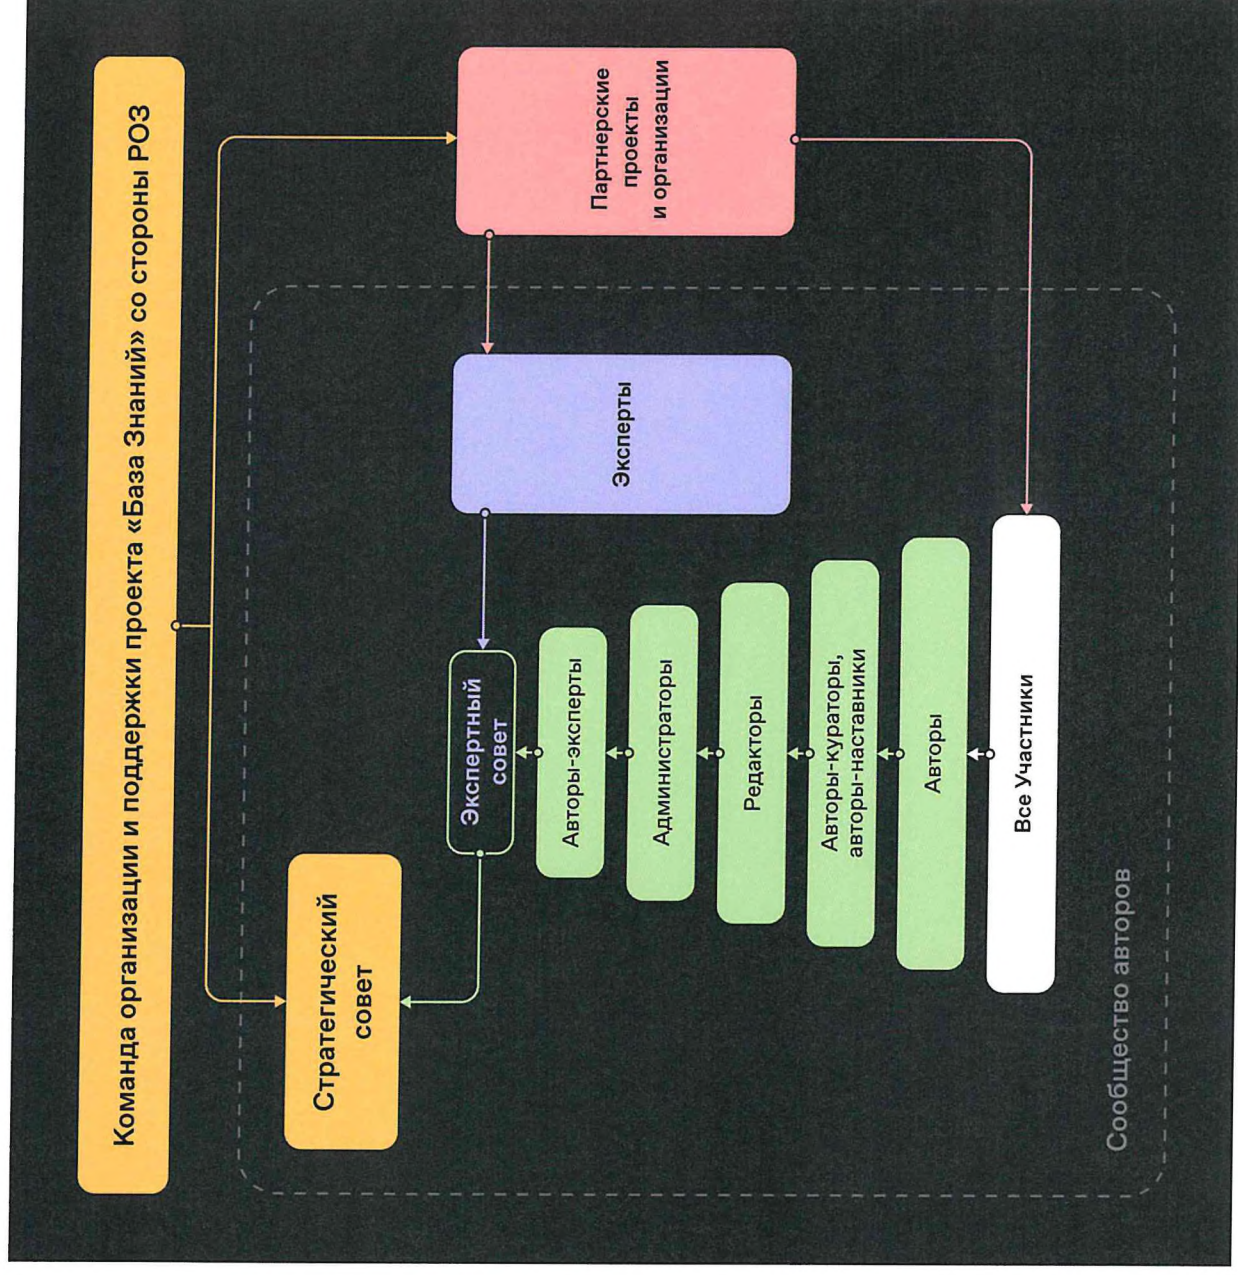 Команда организации и поддержки проекта «База Знаний» со стороны РОЗ
Стратегический
совет
Экспертный
совет
Эксперты
Партнерские
проекты
и организации
Авторы-эксперты
Администраторы
Редакторы
Авторы-кураторы,
авторы-наставники
Авторы
Все Участники
Сообщество авторов